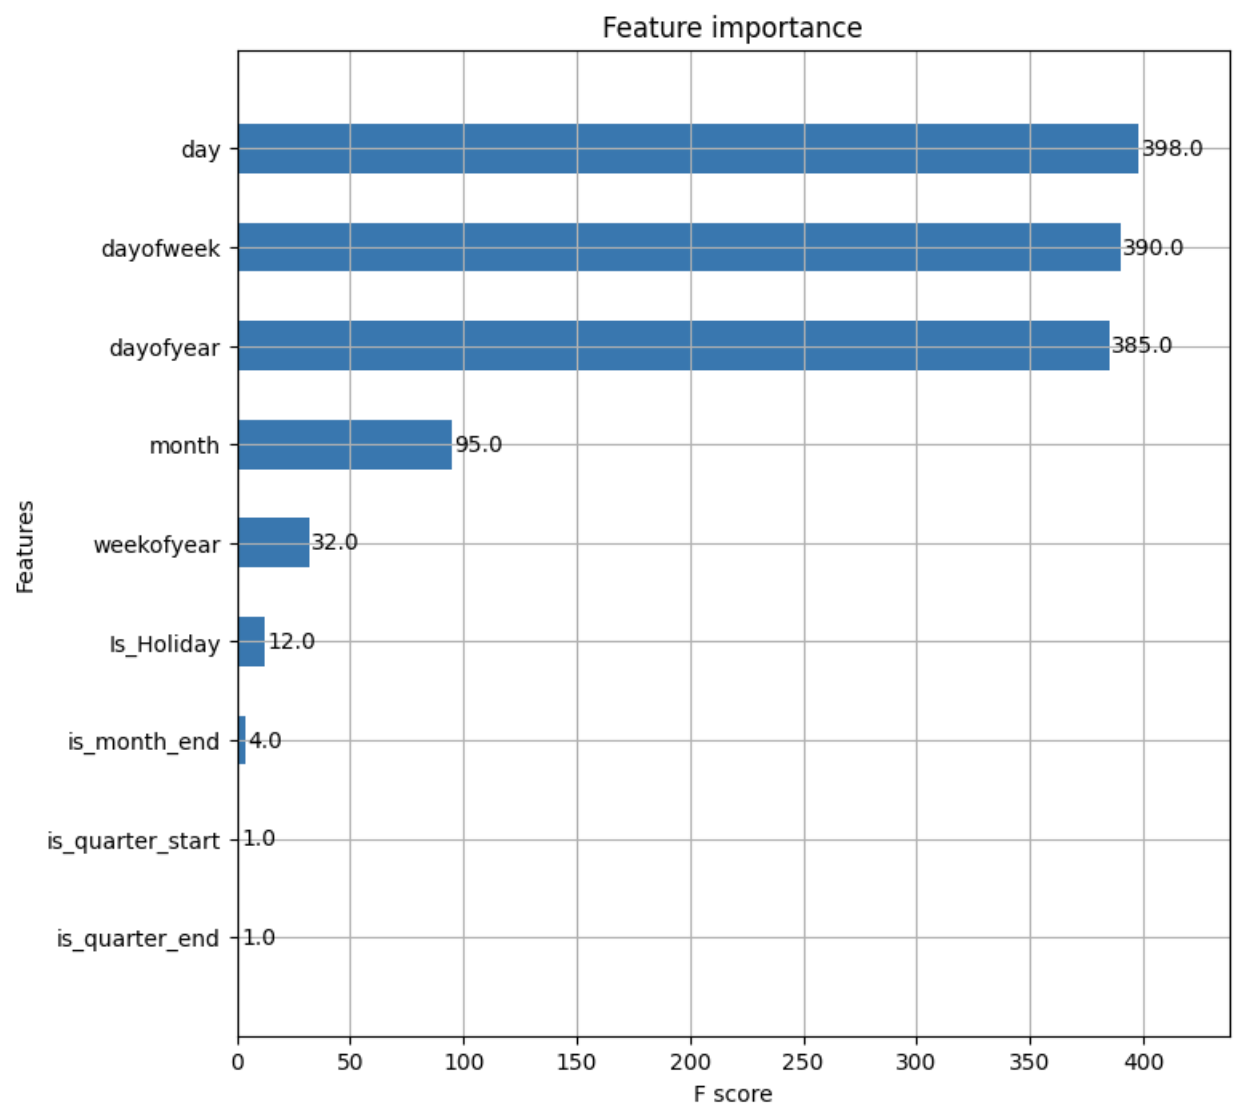 Feature importance
day
398.0
dayofweek
390.0
dayofyear
385.0
month
95.0
weekofyear
32.0
Is_Holiday
12.0
is_month_end
4.0
is_quarter_start
1.0
is_quarter_end
1.0
Features
0 50 100 150 200 250 300 350 400
F score